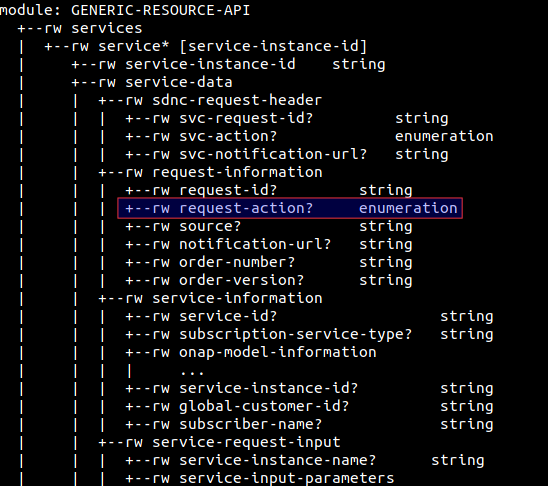 module: GENERIC-RESOURCE-API
  +--rw services
  |  +--rw service* [service-instance-id]
  |     +--rw service-instance-id    string
  |     +--rw service-data
  |     |  +--rw sdnc-request-header
  |     |  |  +--rw svc-request-id?         string
  |     |  |  +--rw svc-action?             enumeration
  |     |  |  +--rw svc-notification-url?   string
  |     |  +--rw request-information
  |     |  |  +--rw request-id?         string
  |     |  |  +--rw request-action?     enumeration
  |     |  |  +--rw source?             string
  |     |  |  +--rw notification-url?   string
  |     |  |  +--rw order-number?       string
  |     |  |  +--rw order-version?      string
  |     |  +--rw service-information
  |     |  |  +--rw service-id?                  string
  |     |  |  +--rw subscription-service-type?   string
  |     |  |  +--rw onap-model-information
  |     |  |  |     ...
  |     |  |  +--rw service-instance-id?         string
  |     |  |  +--rw global-customer-id?          string
  |     |  |  +--rw subscriber-name?             string
  |     |  +--rw service-request-input
  |     |  |  +--rw service-instance-name?      string
  |     |  |  +--rw service-input-parameters